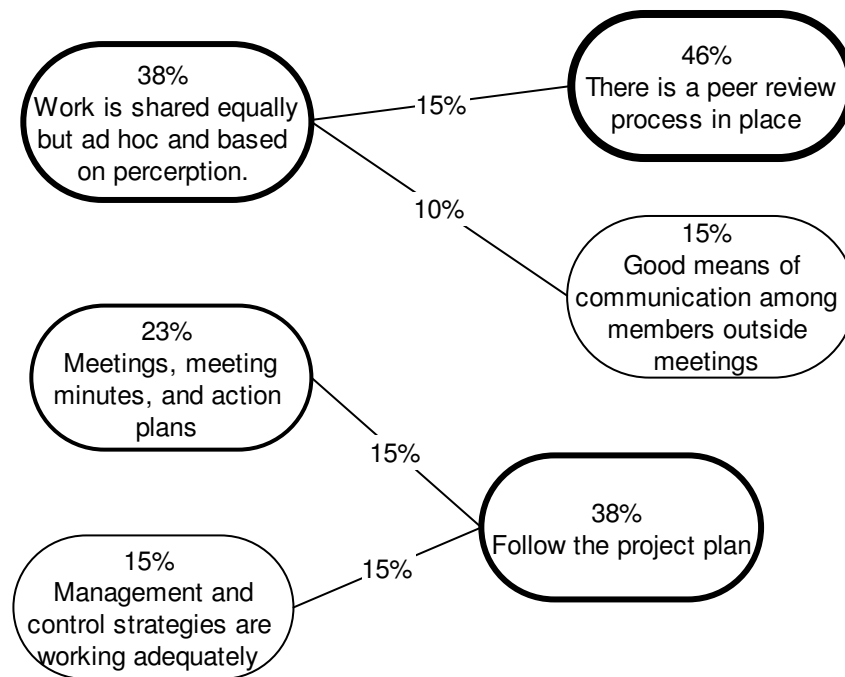 38%
Work is shared equally
but ad hoc and based
on percerption.
46%
There is a peer review
process in place
15%
10%
15%
Good means of
communication among
members outside
meetings
23%
Meetings, meeting
minutes, and action
plans
15%
38%
Follow the project plan
15%
15%
Management and
control strategies are
working adequately